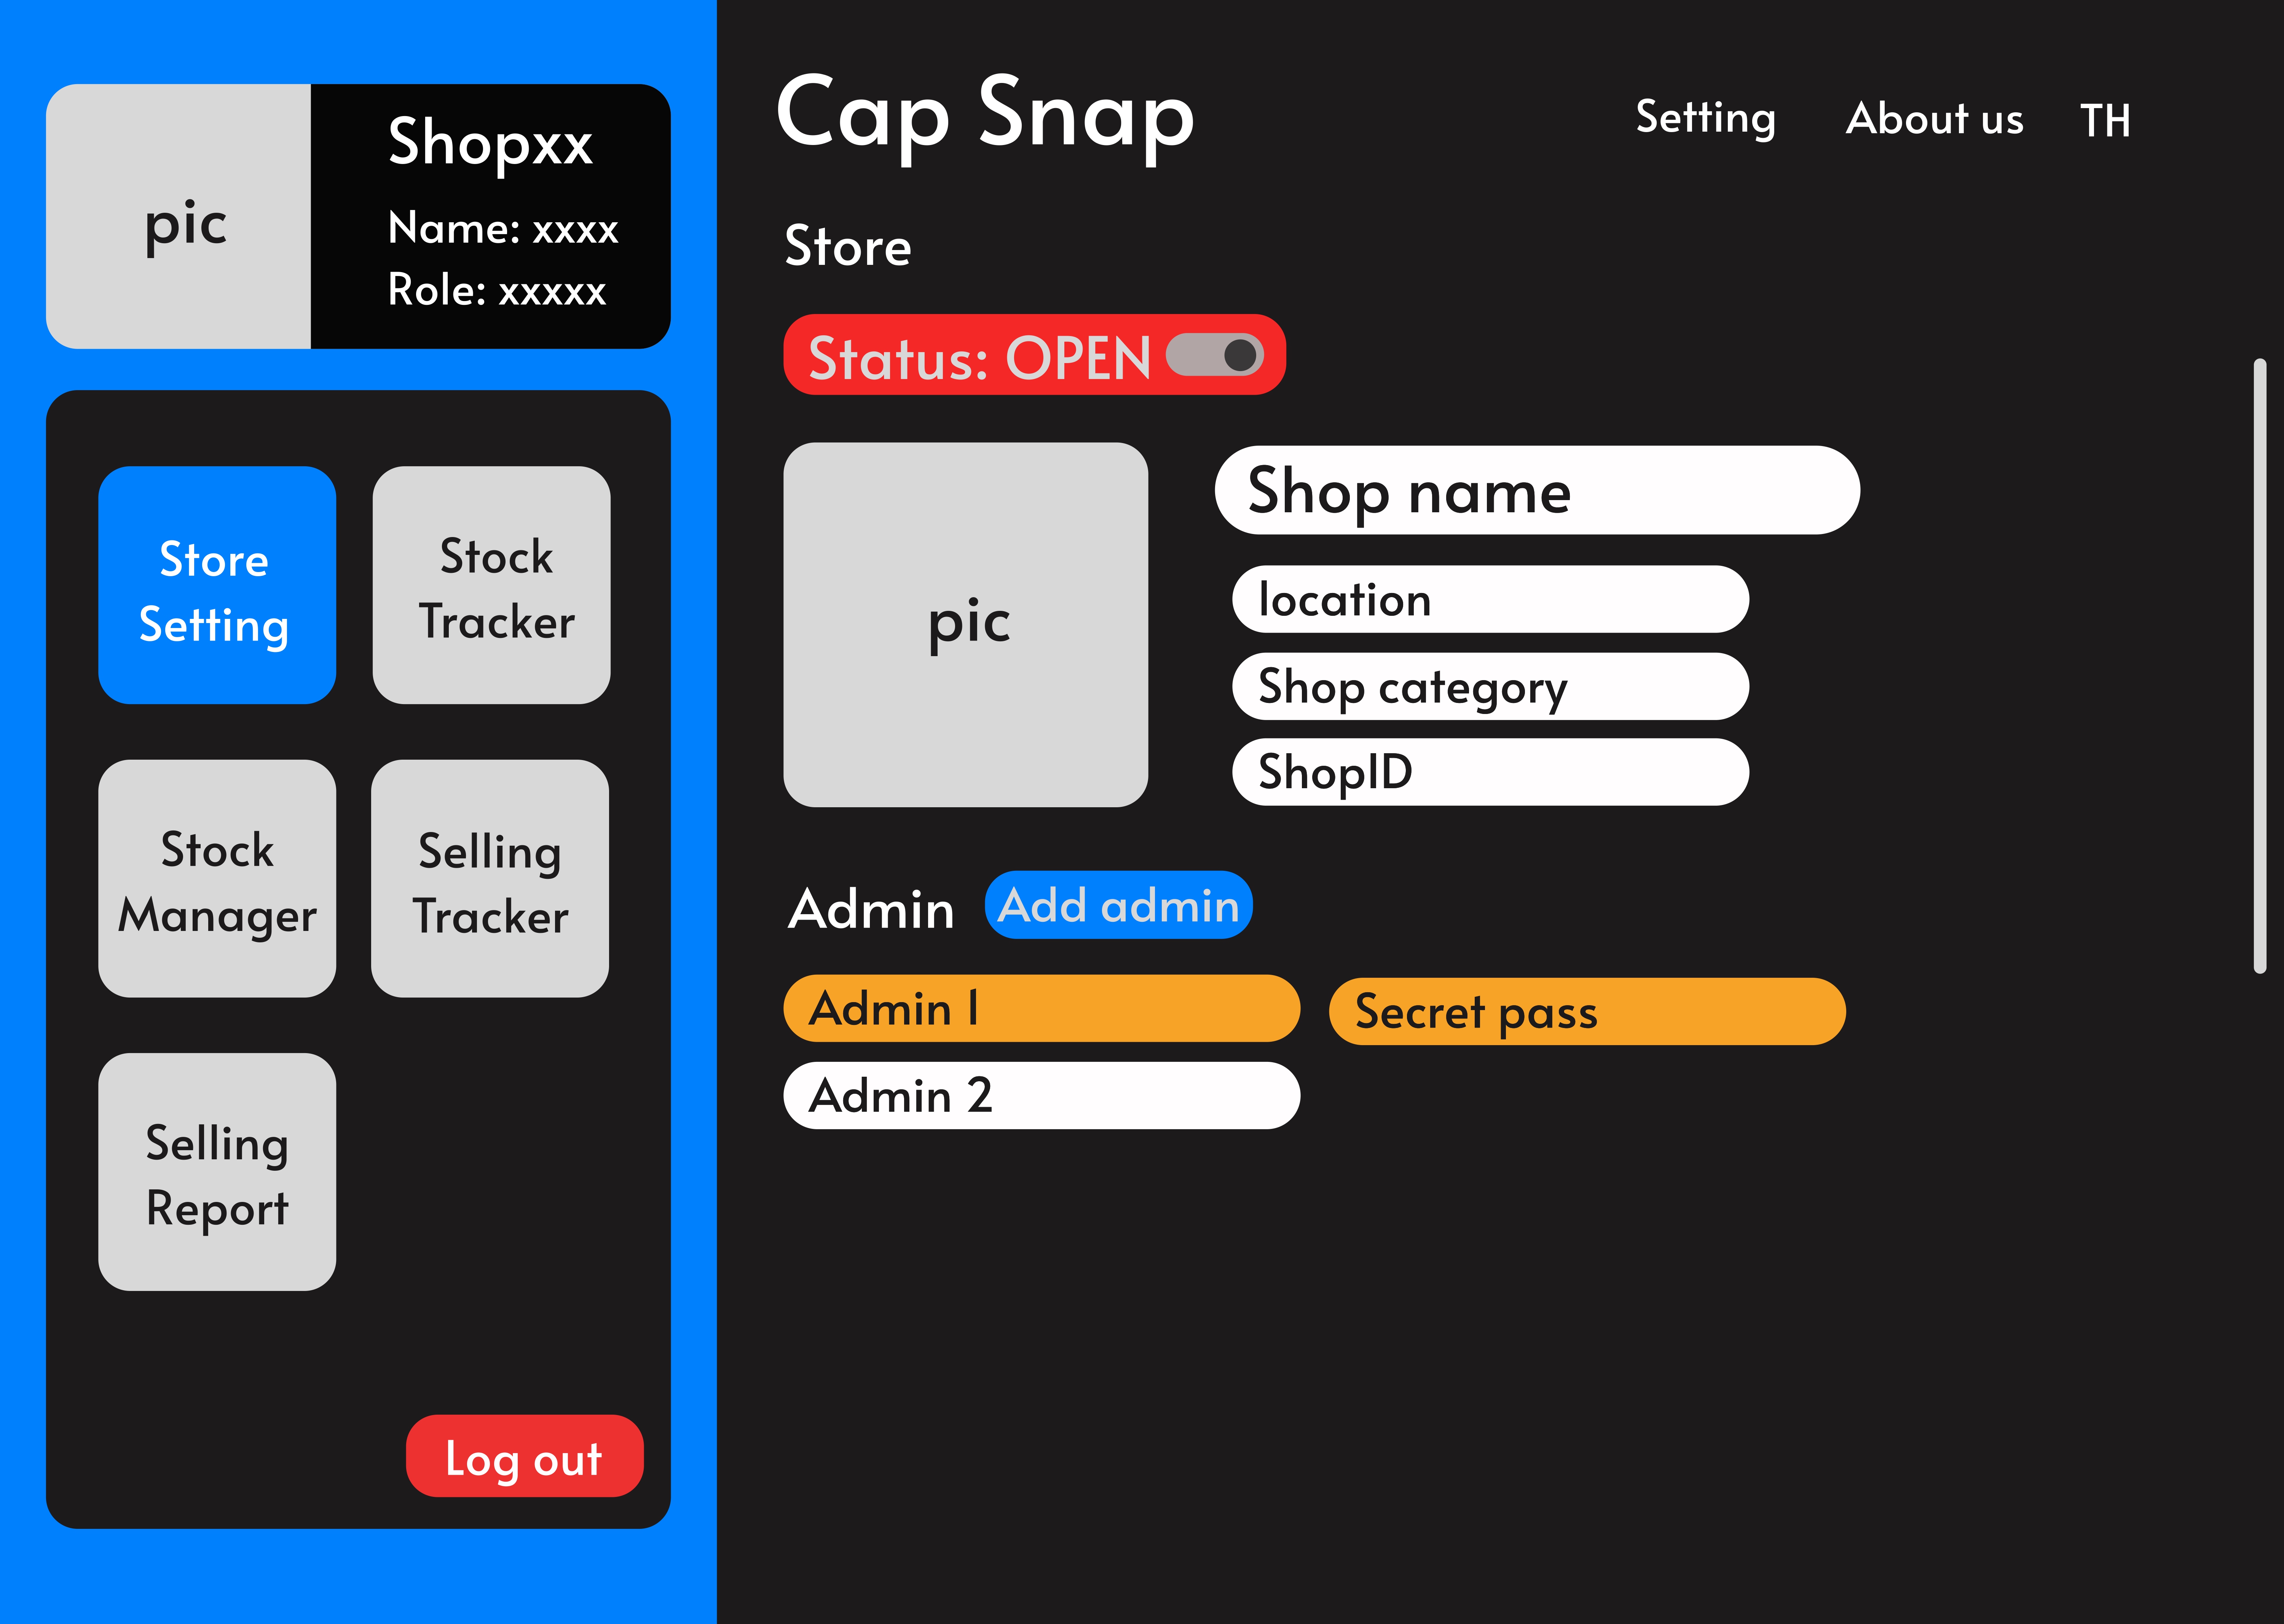 pic
Shopxx
Name: xxxx
Role: xxxxx
Store
Setting
Stock
Tracker
Stock
Manager
Selling
Tracker
Selling
Report
Log out
Cap Snap
Setting
About us
TH
Store
Status: OPEN
pic
Shop name
location
Shop category
ShopID
Admin
Add admin
Admin 1
Secret pass
Admin 2